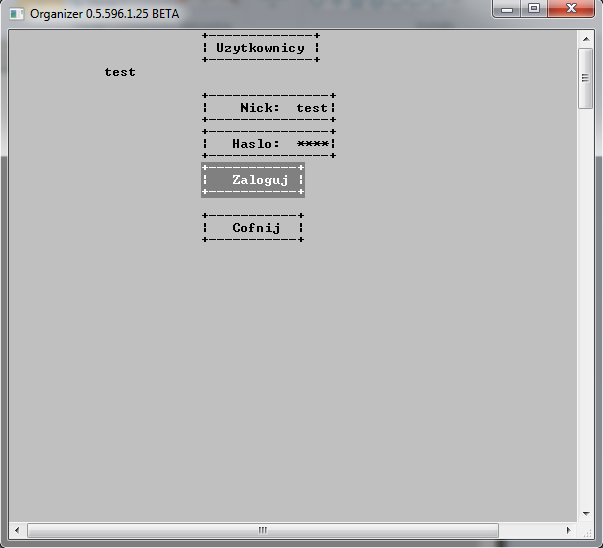 Organizer 0.5.596.1.25 BETA
Uzytkownicy
test
Nick: test
Haslo: ****
Zaloguj
Cofnij